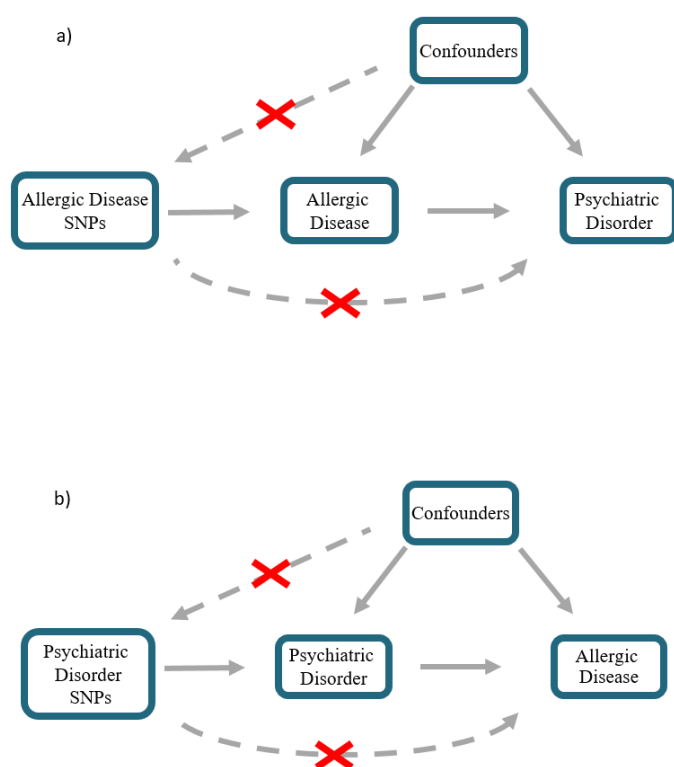 a)
Confounders
Allergic Disease
SNPs
Allergic
Disease
Psychiatric
Disorder
b)
Confounders
Psychiatric
Disorder
SNPs
Psychiatric
Disorder
Allergic
Disease